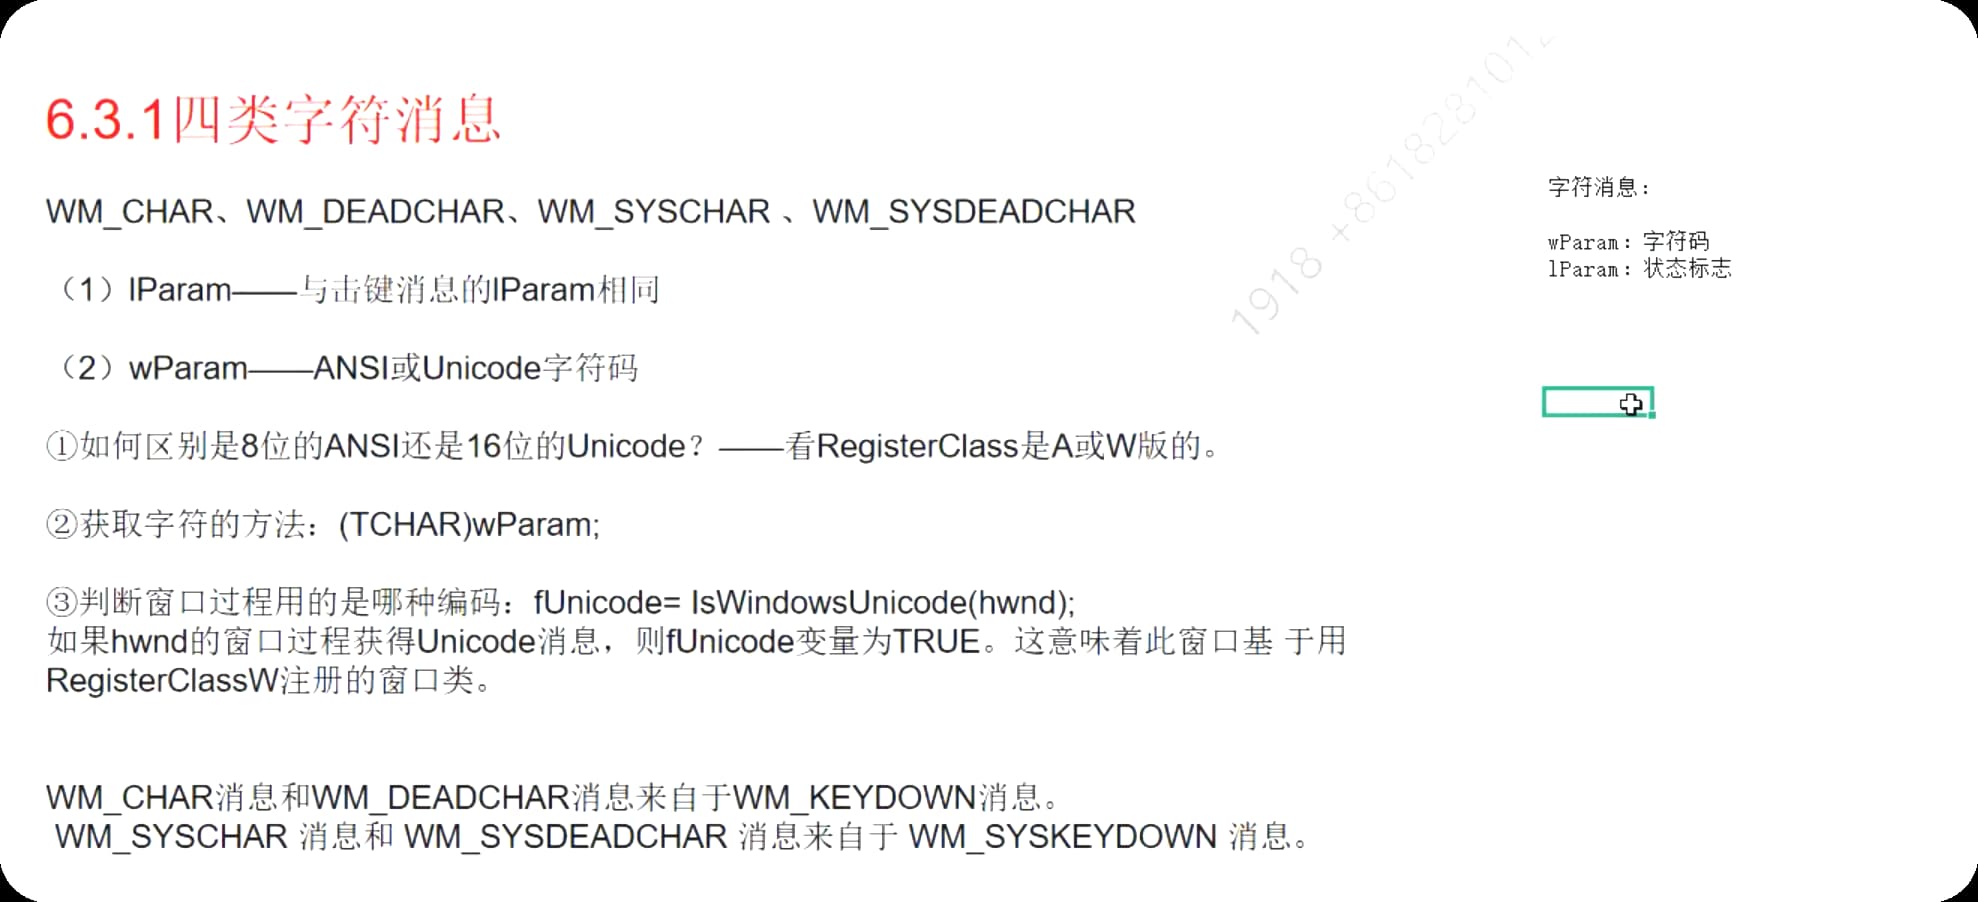 6.3.1四类字符消息
WM_CHAR、WM_DEADCHAR、WM_SYSCHAR 、WM_SYSDEADCHAR
（1）lParam——与击键消息的lParam相同
（2）wParam——ANSI或Unicode字符码
①如何区别是8位的ANSI还是16位的Unicode？——看RegisterClass是A或W版的。
②获取字符的方法：(TCHAR)wParam;
③判断窗口过程用的是哪种编码：fUnicode= IsWindowsUnicode(hwnd);
如果hwnd的窗口过程获得Unicode消息，则fUnicode变量为TRUE。这意味着此窗口基 于用
RegisterClassW注册的窗口类。
WM_CHAR消息和WM_DEADCHAR消息来自于WM_KEYDOWN消息。
WM_SYSCHAR 消息和 WM_SYSDEADCHAR 消息来自于 WM_SYSKEYDOWN 消息。
字符消息：
wParam：字符码
lParam：状态标志
1918 +861828101